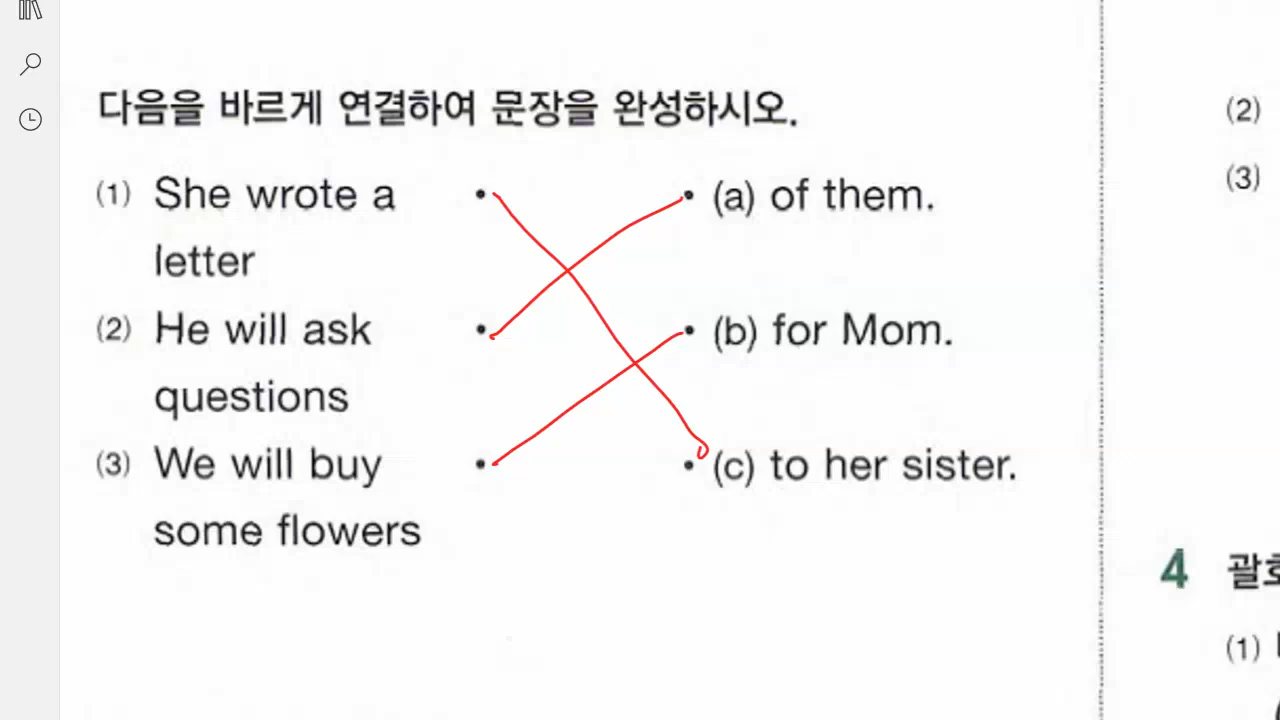 다음을 바르게 연결하여 문장을 완성하시오.
(1) She wrote a • • (a) of them.
letter
(2) He will ask • • (b) for Mom.
questions
(3) We will buy • • (c) to her sister.
some flowers
(2)
(3)
4
(1)